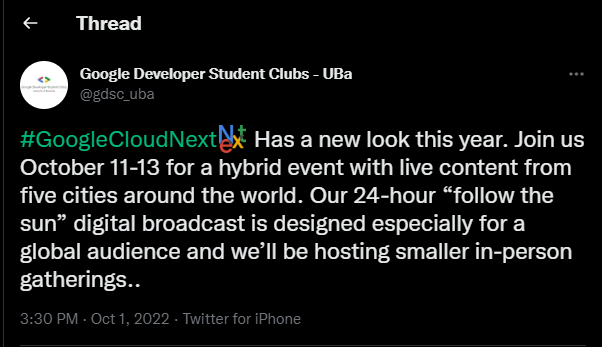 Thread
Google Developer Student Clubs - UBa
@gdsc_uba
#GoogleCloudNext Next Has a new look this year. Join us
October 11-13 for a hybrid event with live content from
five cities around the world. Our 24-hour “follow the
sun” digital broadcast is designed especially for a
global audience and we’ll be hosting smaller in-person
gatherings..
3:30 PM · Oct 1, 2022 · Twitter for iPhone